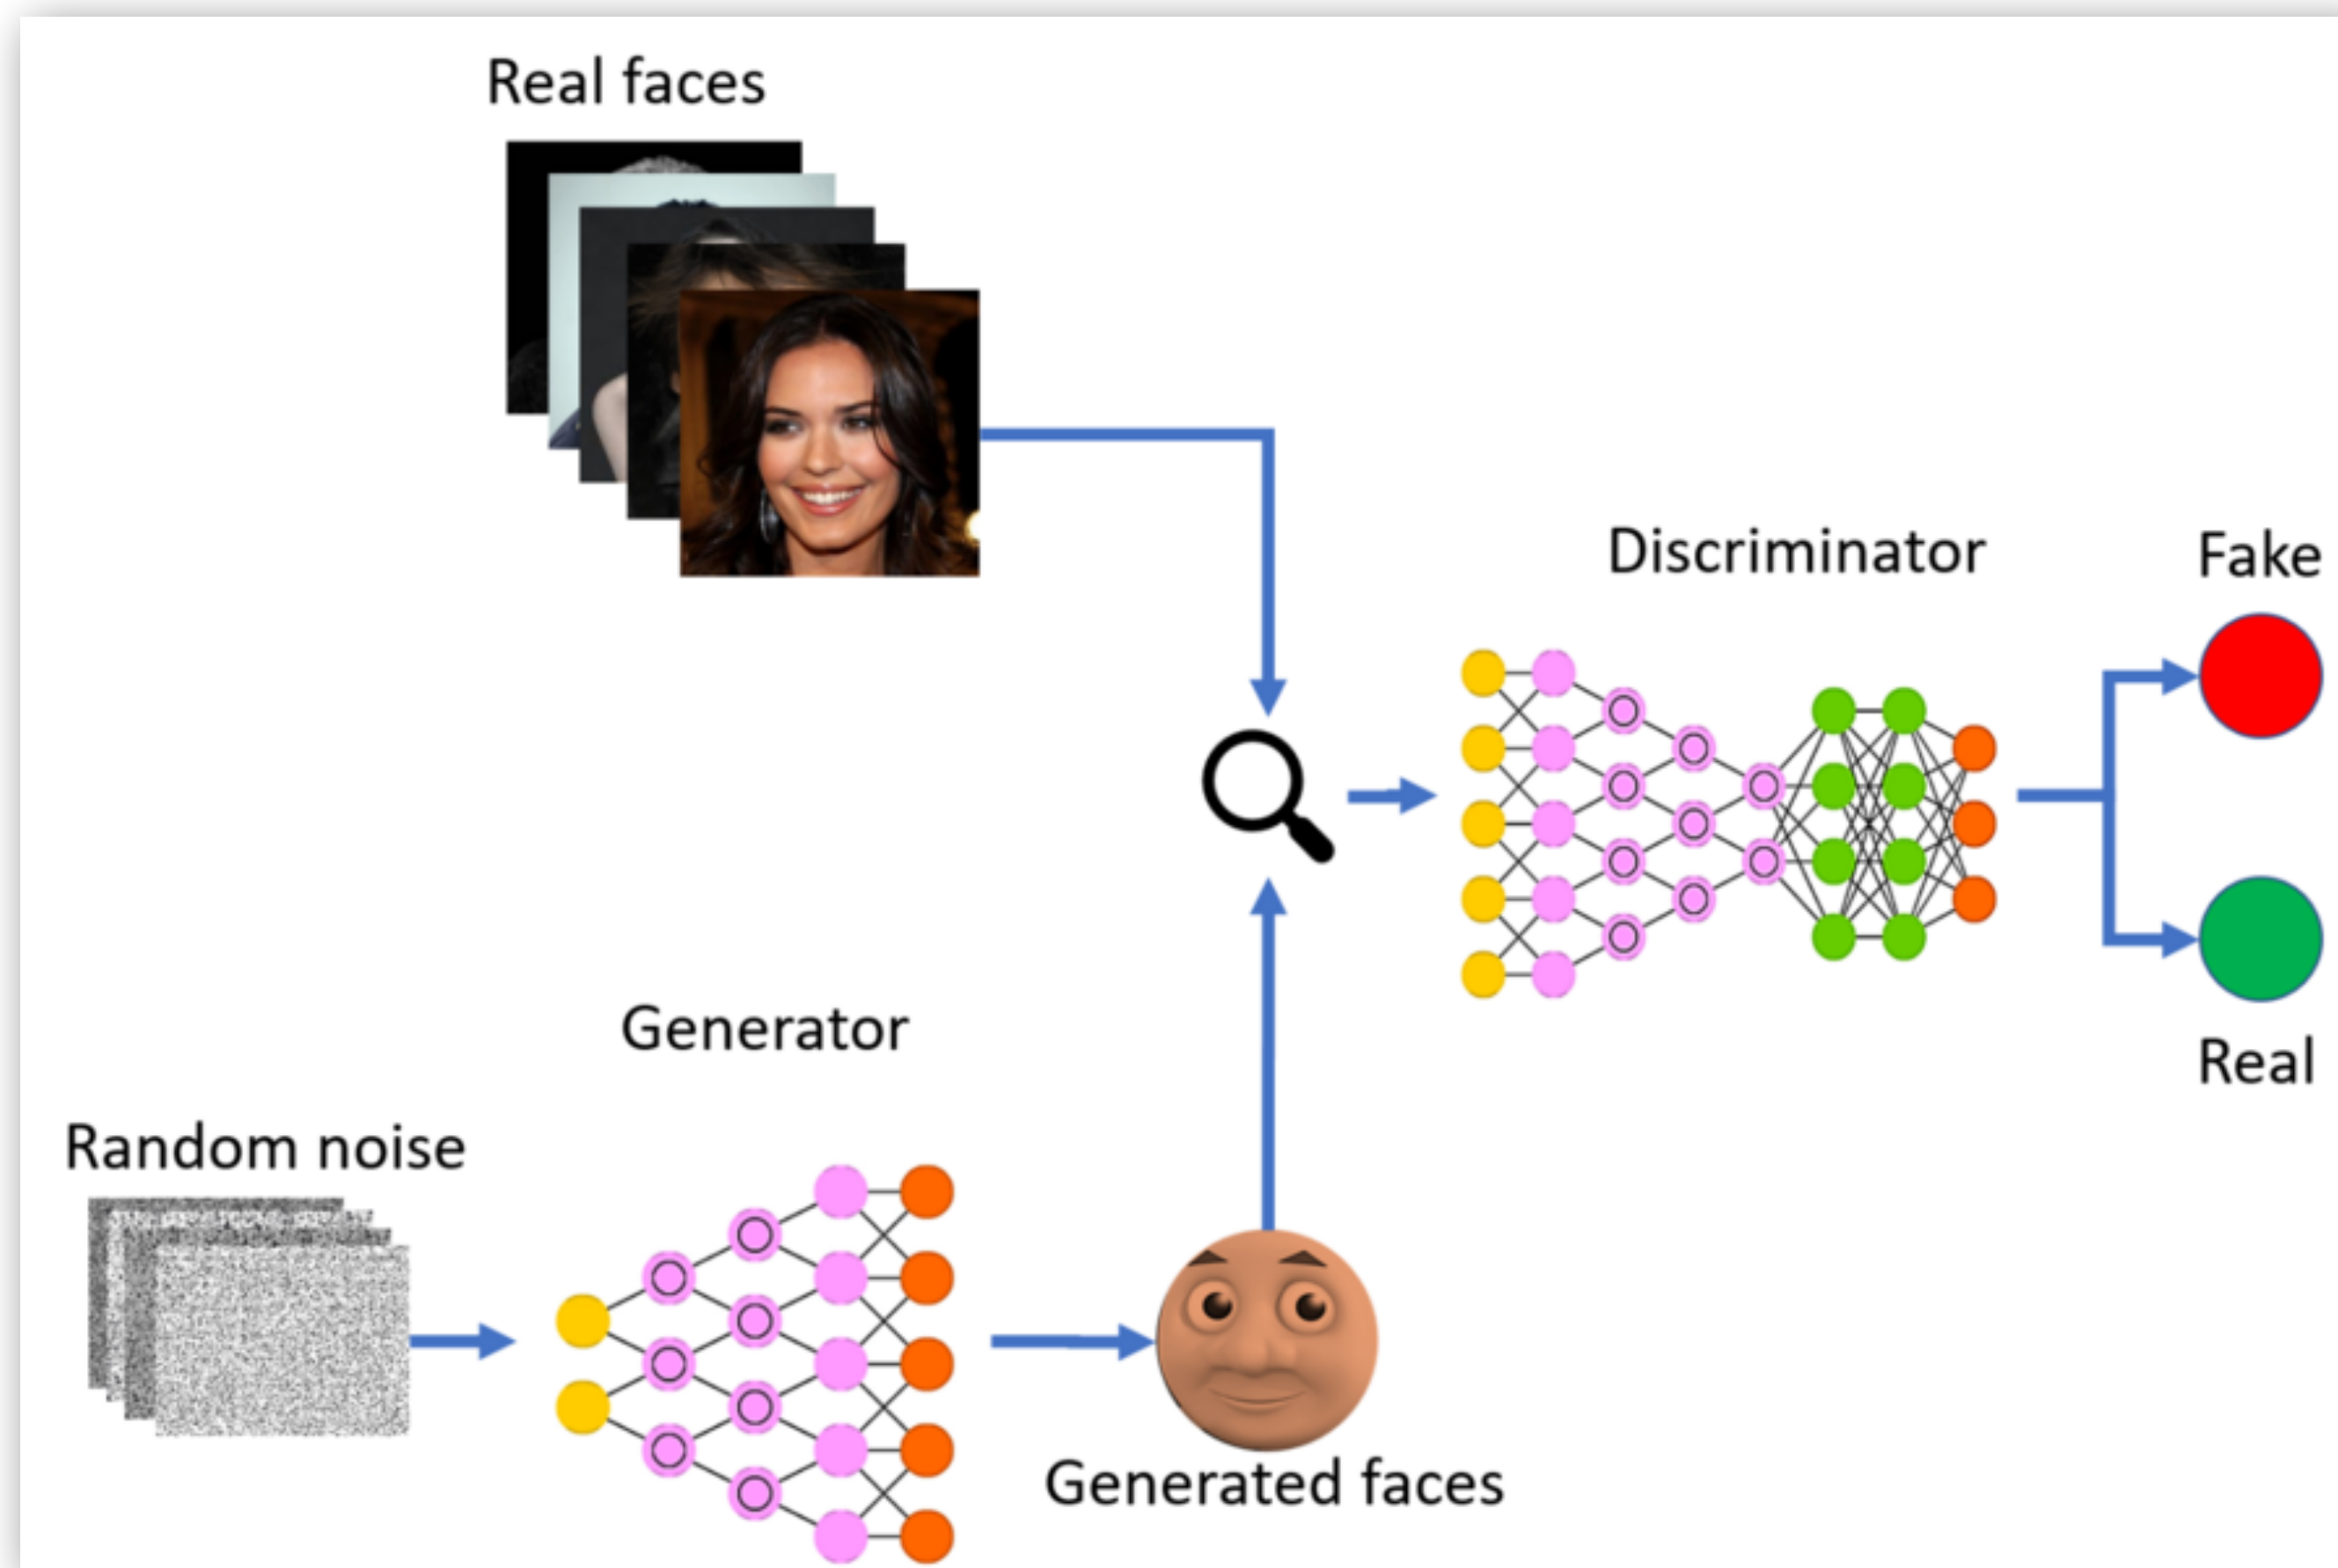 Real faces
Discriminator
Fake
Generator
Real
Random noise
Generated faces